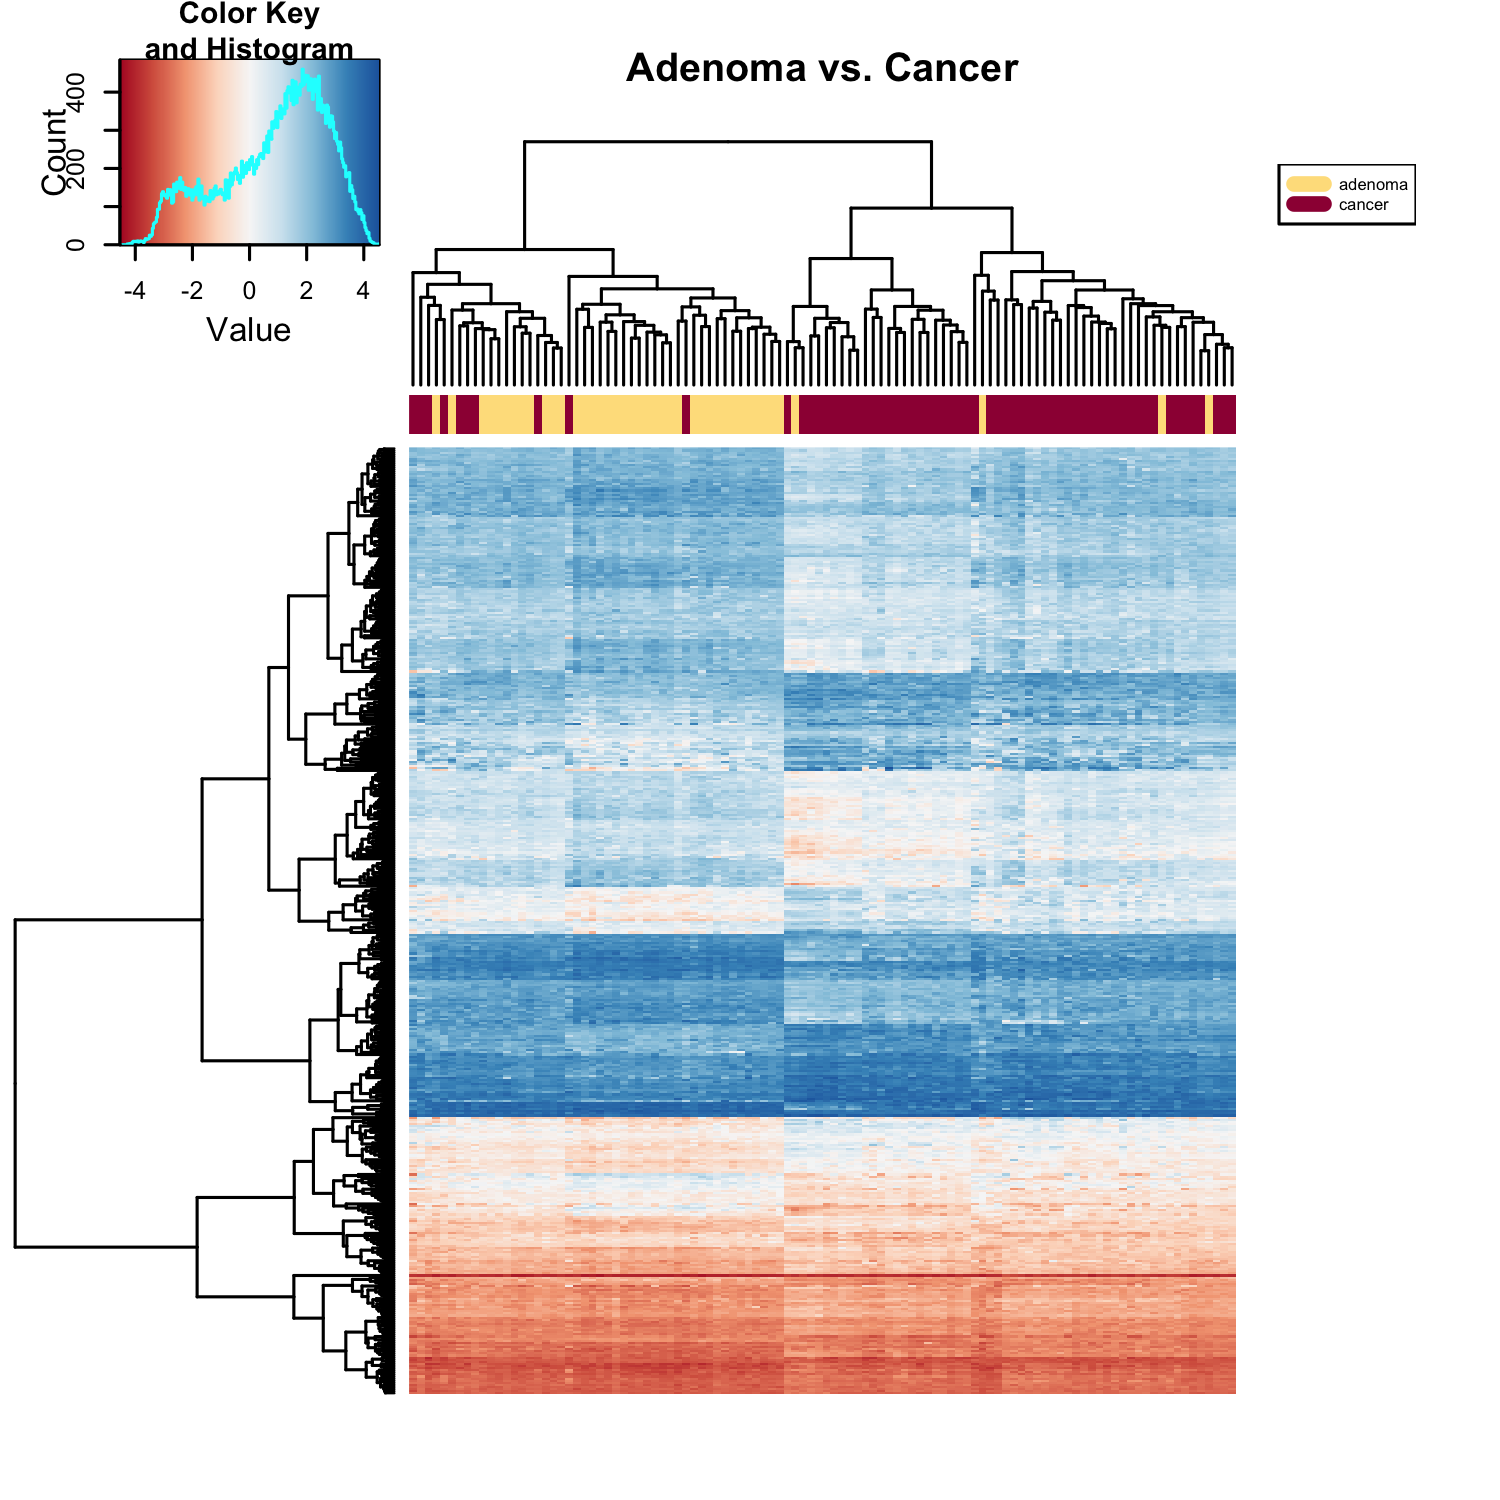 Color Key
and Histogram
Adenoma vs. Cancer
Count
0 200 400
-4 -2 0 2 4
Value
adenoma
cancer